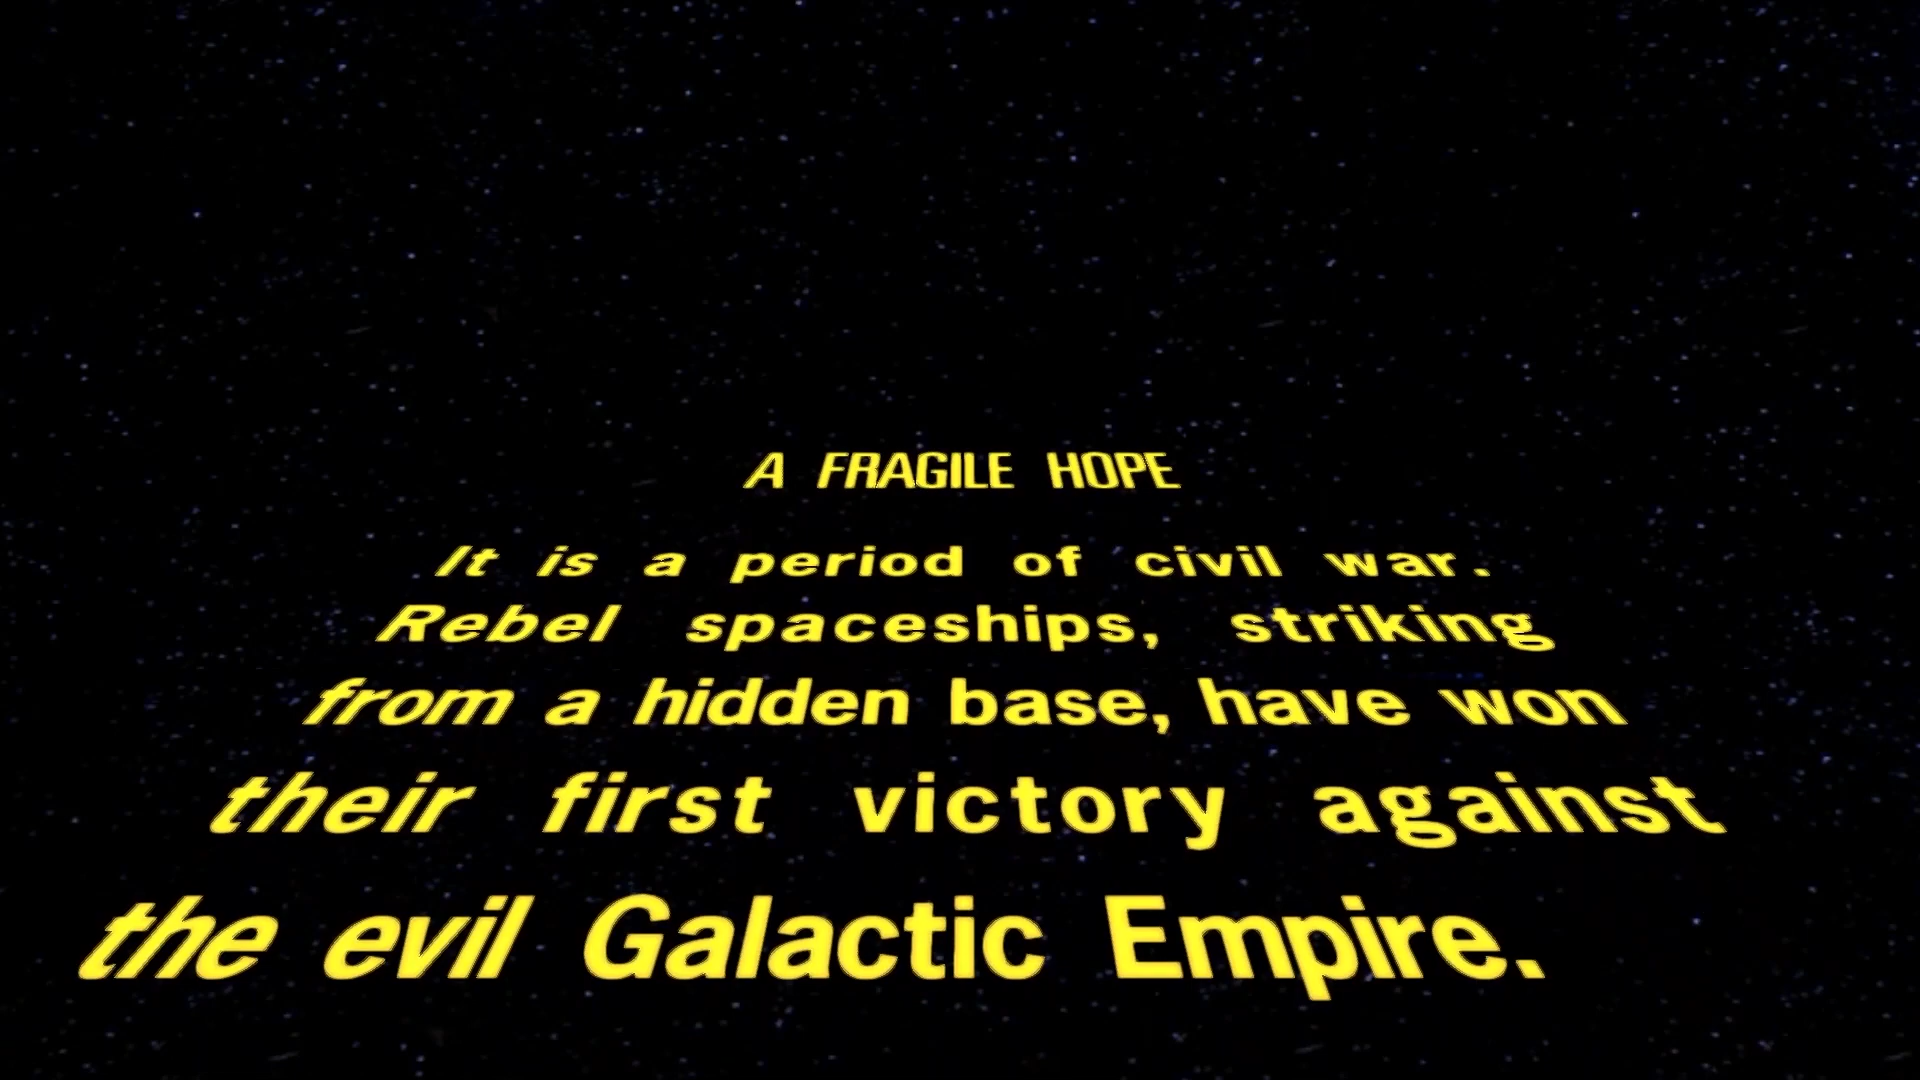 A FRAGILE HOPE
It is a period of civil war.
Rebel spaceships, striking
from a hidden base, have won
their first victory against
the evil Galactic Empire.